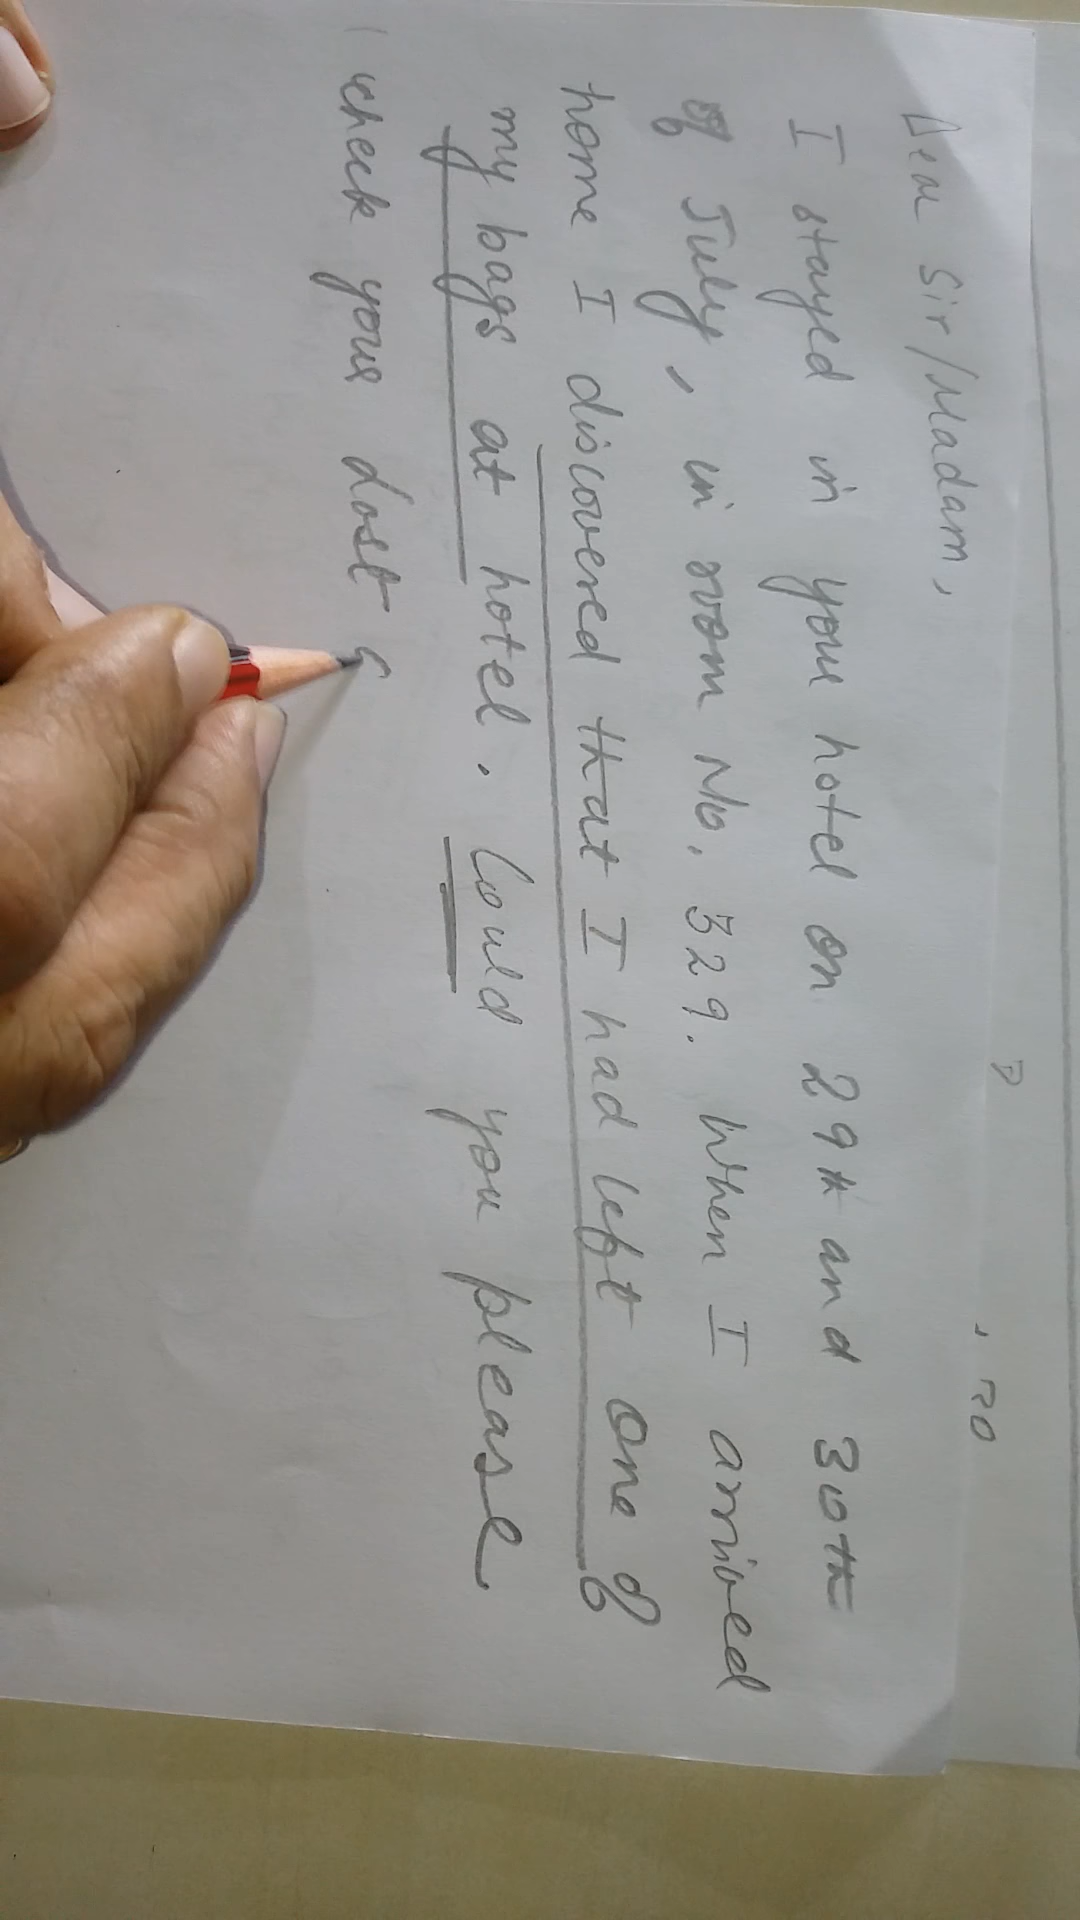 Dear Sir/Madam,
I stayed in your hotel on 29th and 30th
of July, in room No. 329. When I arrived
home I discovered that I had left one of
my bags at hotel. Could you please
check your Lost